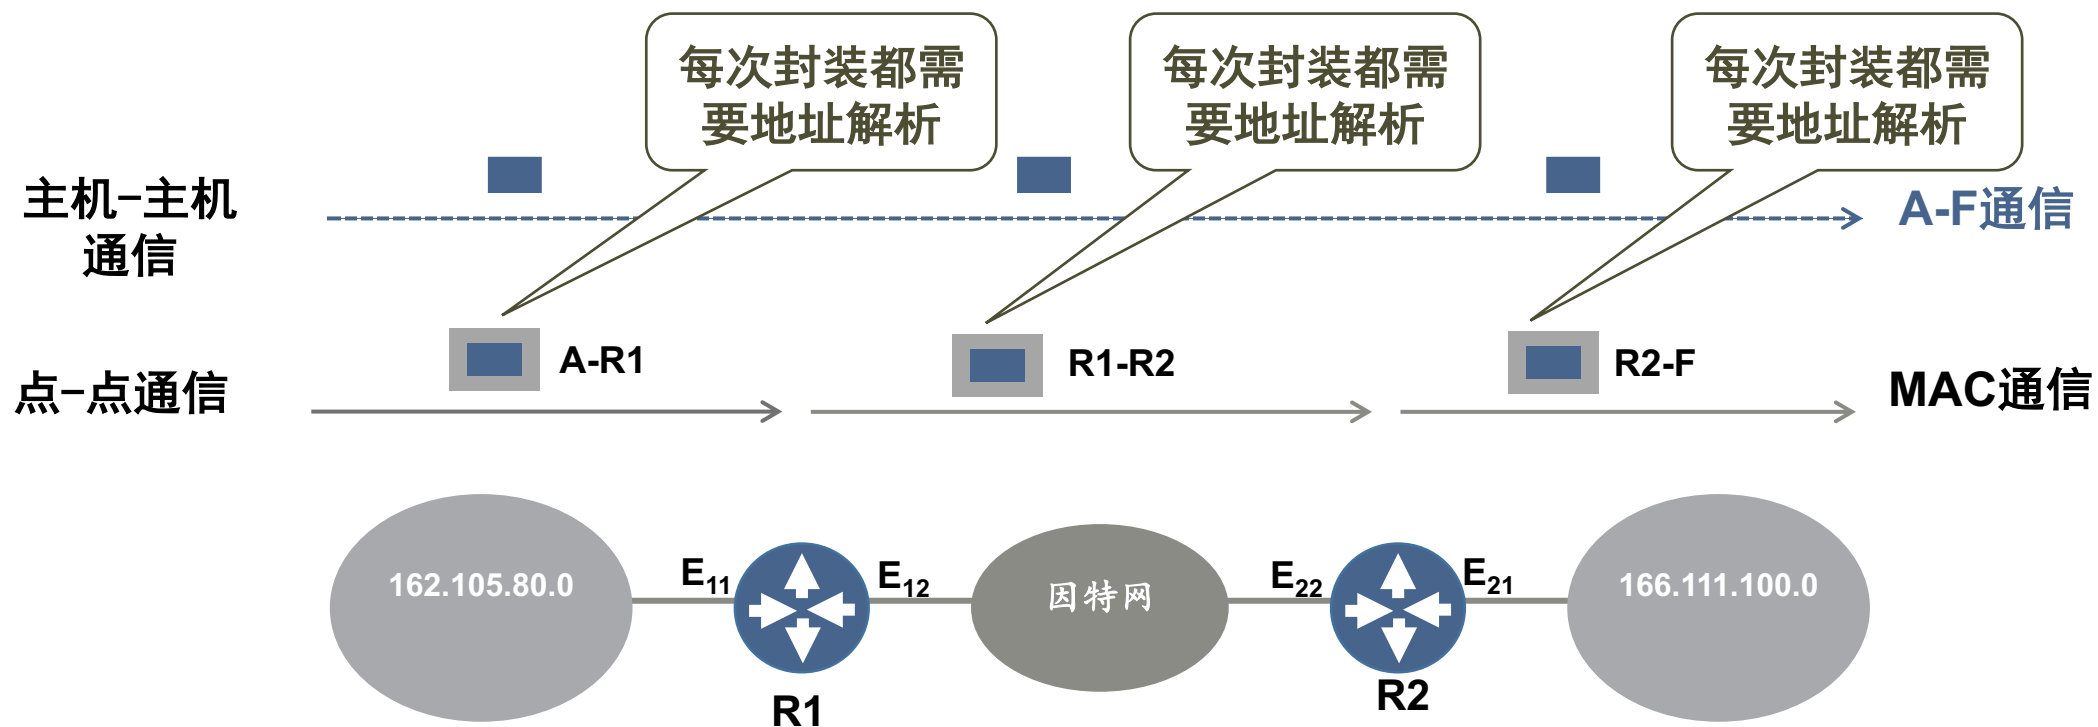 每次封装都需
要地址解析
每次封装都需
要地址解析
每次封装都需
要地址解析
主机-主机
通信
A-F通信
A-R1
R1-R2
R2-F
点-点通信
MAC通信
162.105.80.0
E11
E12
因特网
E22
E21
166.111.100.0
R1
R2